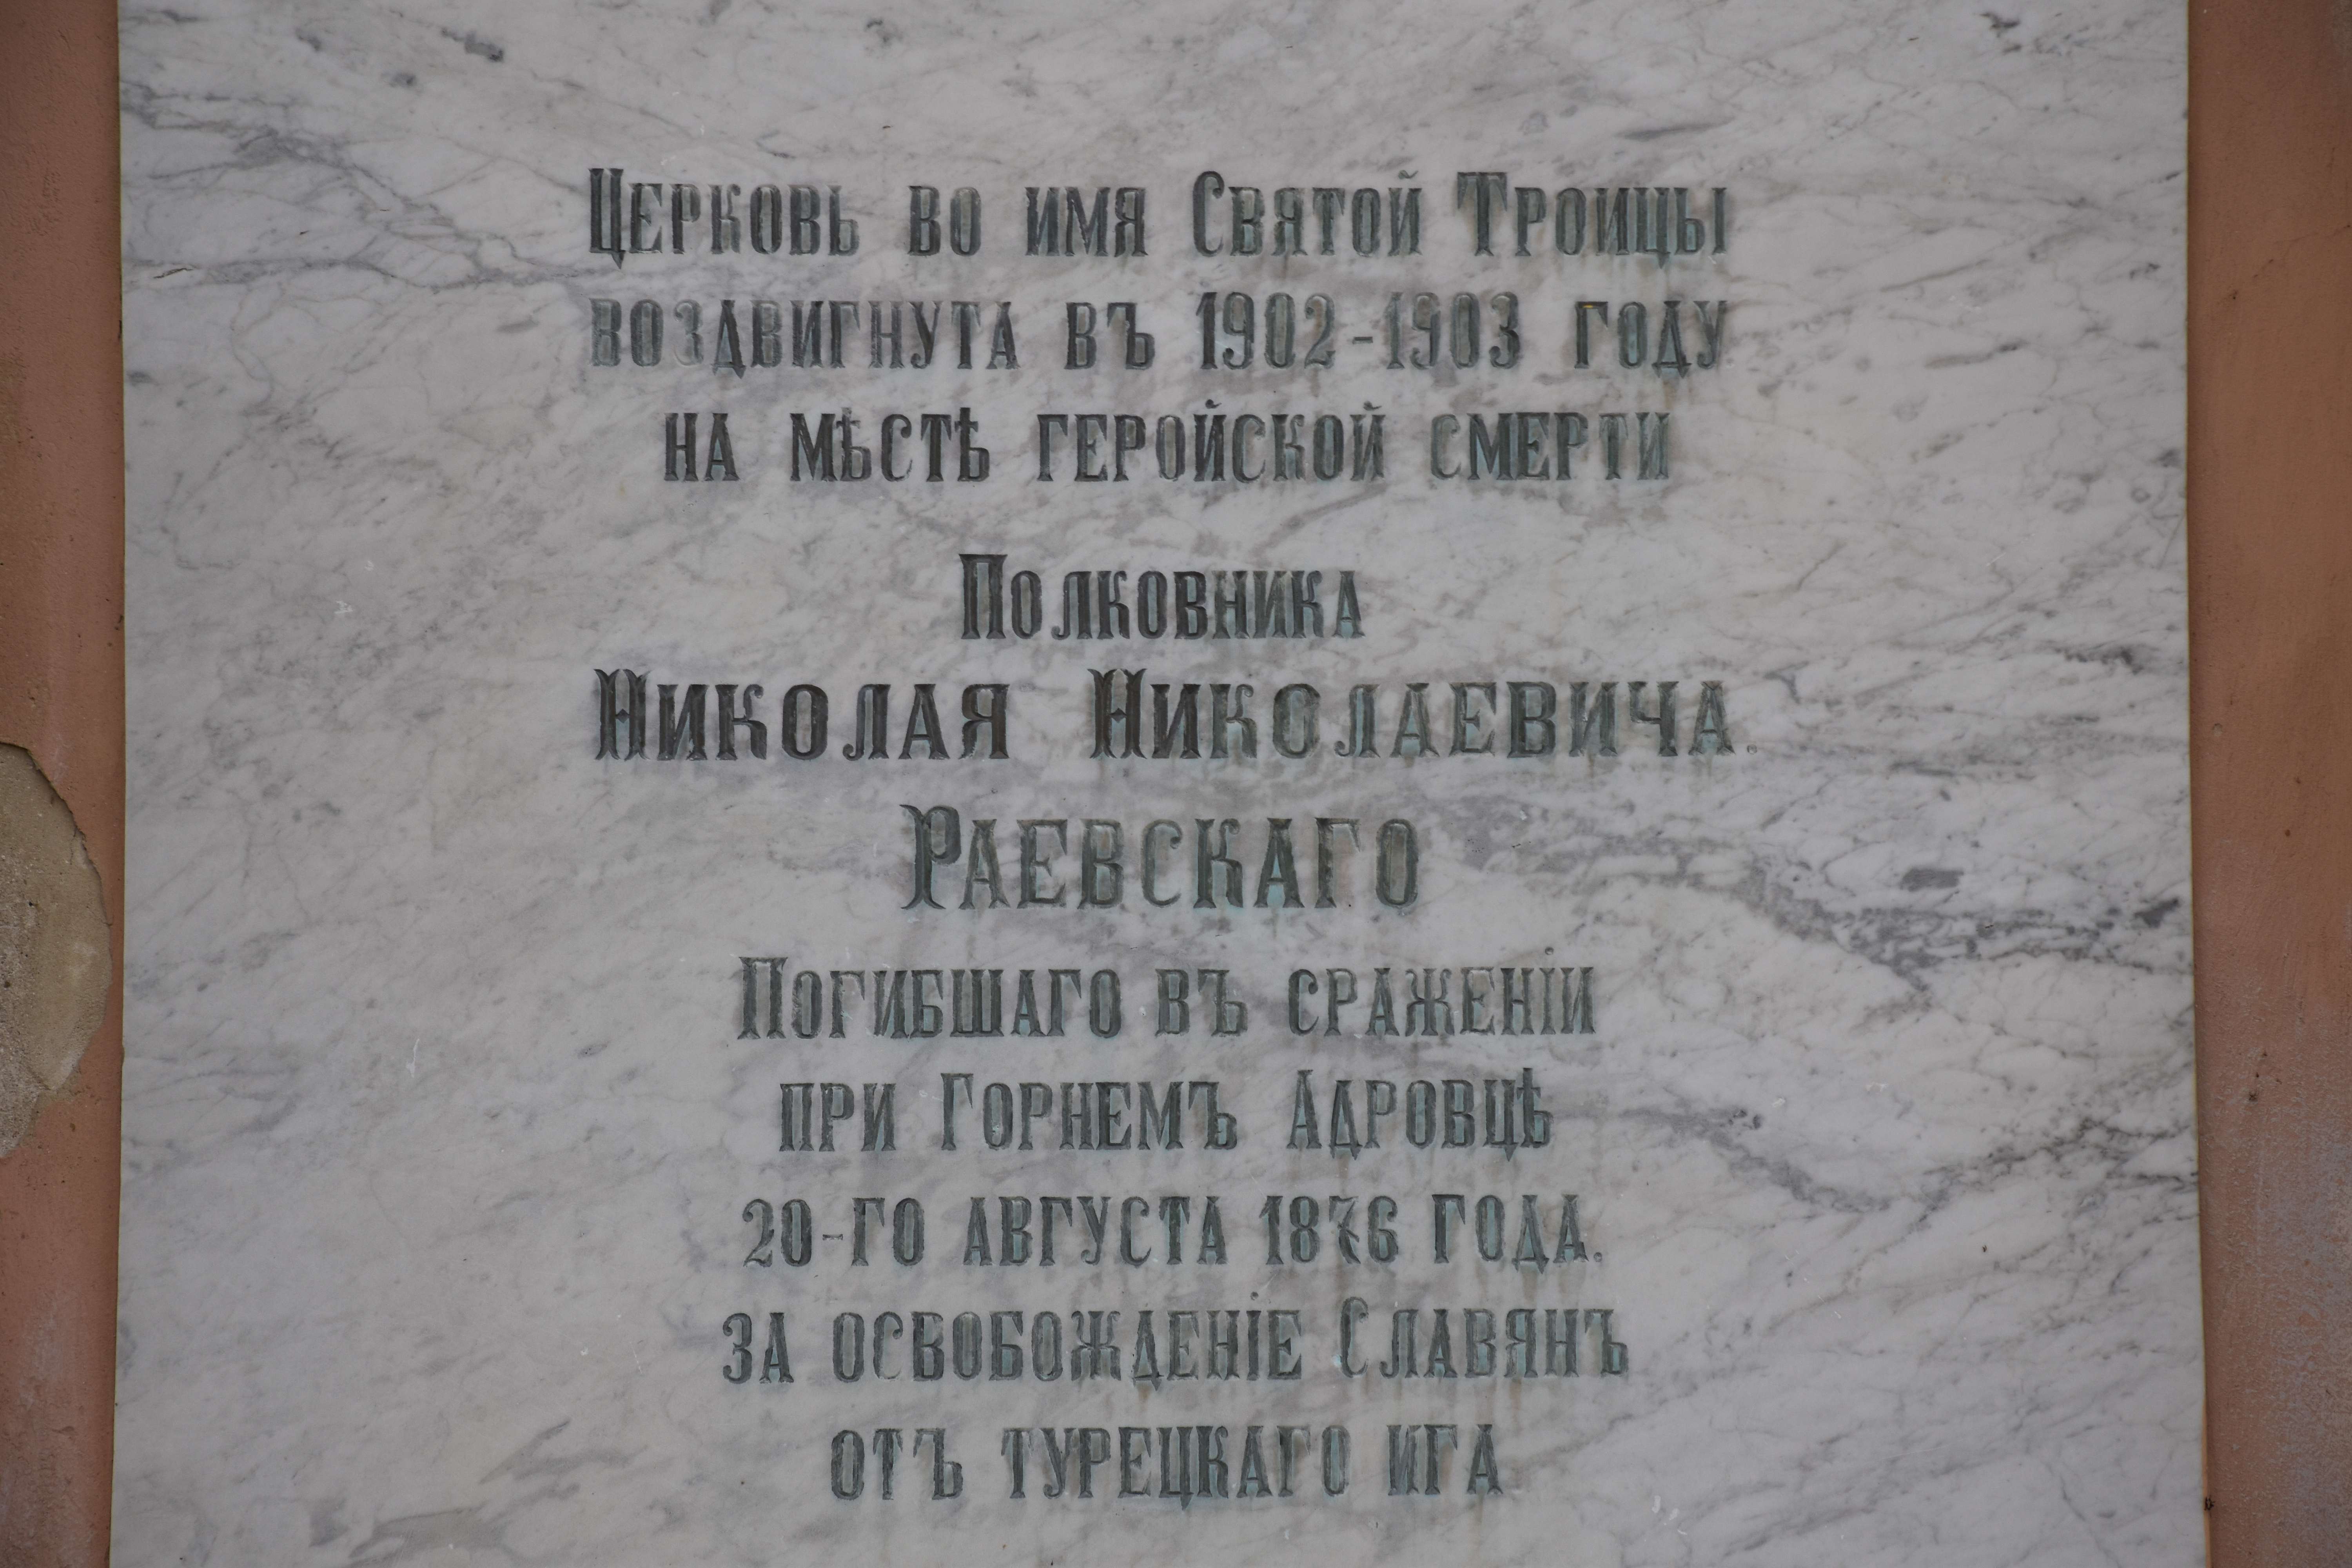 Церковь во имя Святой Троицы
воздвигнута въ 1902-1903 году
на мѣстѣ геройской смерти
Полковника
Николая Николаевича.
Раевскаго
Погибшаго въ сраженіи
при Горнемъ Адровцѣ
20-го августа 1876 года.
за освобожденіе Славянъ
отъ турецкаго ига